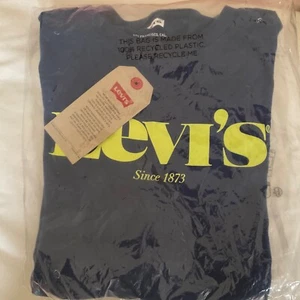 THIS BAG IS MADE FROM
100% RECYCLED PLASTIC.
PLEASE RECYCLE ME.
LEVI'S
Levi's
Since 1873